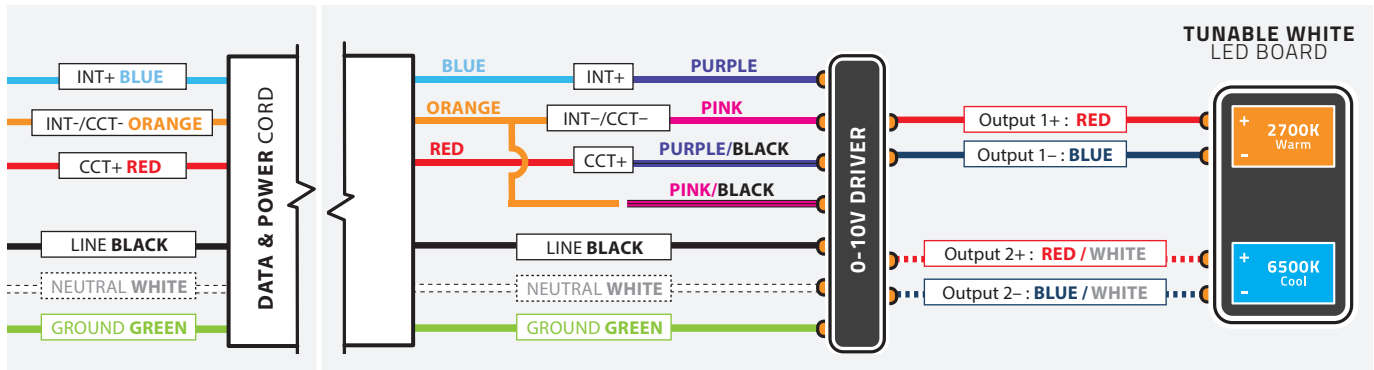 INT+ BLUE
INT-/CCT- ORANGE
CCT+ RED
LINE BLACK
NEUTRAL WHITE
GROUND GREEN
DATA & POWER CORD
BLUE
INT+
PURPLE
ORANGE
INT–/CCT–
PINK
RED
CCT+
PURPLE/BLACK
PINK/BLACK
LINE BLACK
NEUTRAL WHITE
GROUND GREEN
0-10V DRIVER
Output 1+ : RED
Output 1– : BLUE
Output 2+ : RED / WHITE
Output 2– : BLUE / WHITE
TUNABLE WHITE
LED BOARD
+ 2700K
Warm
-
+ 6500K
Cool
-